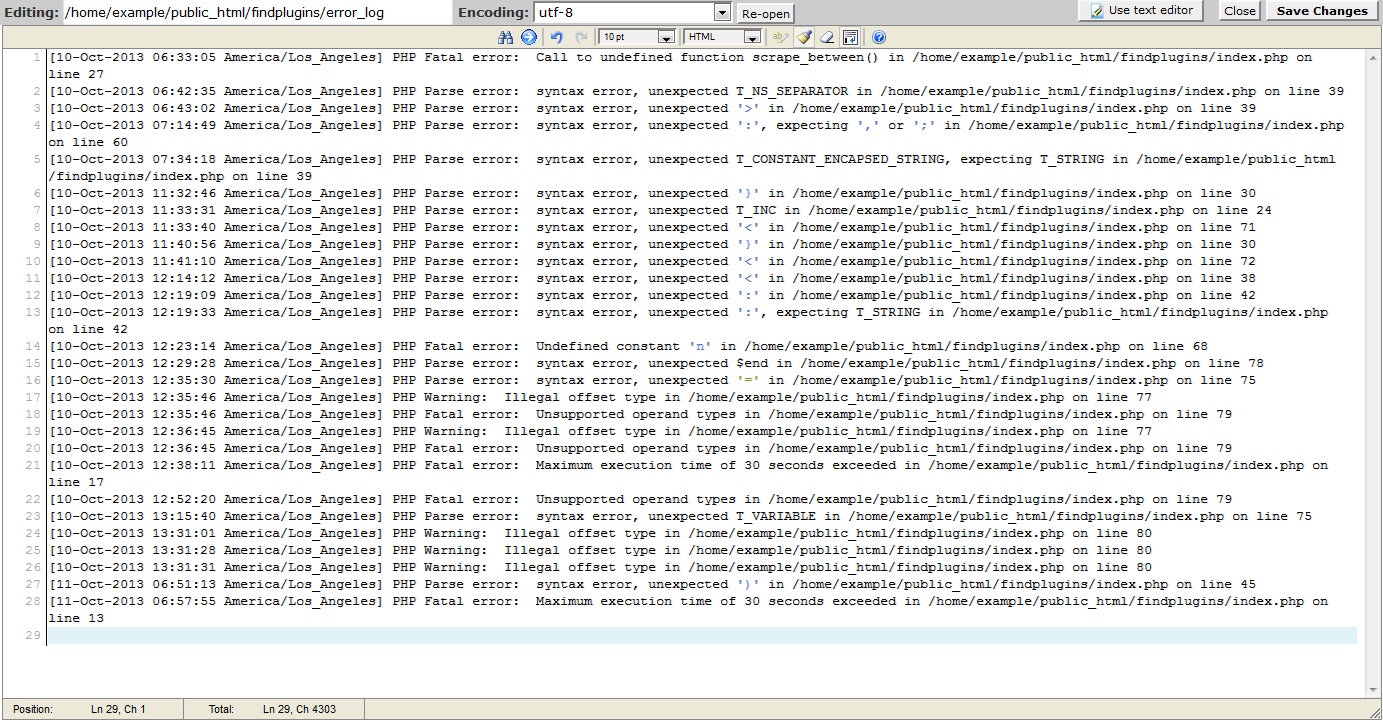 Editing: /home/example/public_html/findplugins/error_log Encoding: utf-8 Re-open Use text editor Close Save Changes
10 pt HTML
1 [10-Oct-2013 06:33:05 America/Los_Angeles] PHP Fatal error:  Call to undefined function scrape_between() in /home/example/public_html/findplugins/index.php on
line 27
2 [10-Oct-2013 06:42:35 America/Los_Angeles] PHP Parse error:  syntax error, unexpected T_NS_SEPARATOR in /home/example/public_html/findplugins/index.php on line 39
3 [10-Oct-2013 06:43:02 America/Los_Angeles] PHP Parse error:  syntax error, unexpected '>' in /home/example/public_html/findplugins/index.php on line 39
4 [10-Oct-2013 07:14:49 America/Los_Angeles] PHP Parse error:  syntax error, unexpected ':', expecting ',' or ';' in /home/example/public_html/findplugins/index.php
on line 60
5 [10-Oct-2013 07:34:18 America/Los_Angeles] PHP Parse error:  syntax error, unexpected T_CONSTANT_ENCAPSED_STRING, expecting T_STRING in /home/example/public_html
/findplugins/index.php on line 39
6 [10-Oct-2013 11:32:46 America/Los_Angeles] PHP Parse error:  syntax error, unexpected '}' in /home/example/public_html/findplugins/index.php on line 30
7 [10-Oct-2013 11:33:31 America/Los_Angeles] PHP Parse error:  syntax error, unexpected T_INC in /home/example/public_html/findplugins/index.php on line 24
8 [10-Oct-2013 11:33:40 America/Los_Angeles] PHP Parse error:  syntax error, unexpected '<' in /home/example/public_html/findplugins/index.php on line 71
9 [10-Oct-2013 11:40:56 America/Los_Angeles] PHP Parse error:  syntax error, unexpected '}' in /home/example/public_html/findplugins/index.php on line 30
10 [10-Oct-2013 11:41:10 America/Los_Angeles] PHP Parse error:  syntax error, unexpected '<' in /home/example/public_html/findplugins/index.php on line 72
11 [10-Oct-2013 12:14:12 America/Los_Angeles] PHP Parse error:  syntax error, unexpected '<' in /home/example/public_html/findplugins/index.php on line 38
12 [10-Oct-2013 12:19:09 America/Los_Angeles] PHP Parse error:  syntax error, unexpected ':' in /home/example/public_html/findplugins/index.php on line 42
13 [10-Oct-2013 12:19:33 America/Los_Angeles] PHP Parse error:  syntax error, unexpected ':', expecting T_STRING in /home/example/public_html/findplugins/index.php
on line 42
14 [10-Oct-2013 12:23:14 America/Los_Angeles] PHP Fatal error:  Undefined constant 'n' in /home/example/public_html/findplugins/index.php on line 68
15 [10-Oct-2013 12:29:28 America/Los_Angeles] PHP Parse error:  syntax error, unexpected $end in /home/example/public_html/findplugins/index.php on line 78
16 [10-Oct-2013 12:35:30 America/Los_Angeles] PHP Parse error:  syntax error, unexpected '=' in /home/example/public_html/findplugins/index.php on line 75
17 [10-Oct-2013 12:35:46 America/Los_Angeles] PHP Warning:  Illegal offset type in /home/example/public_html/findplugins/index.php on line 77
18 [10-Oct-2013 12:35:46 America/Los_Angeles] PHP Fatal error:  Unsupported operand types in /home/example/public_html/findplugins/index.php on line 79
19 [10-Oct-2013 12:36:45 America/Los_Angeles] PHP Warning:  Illegal offset type in /home/example/public_html/findplugins/index.php on line 77
20 [10-Oct-2013 12:36:45 America/Los_Angeles] PHP Fatal error:  Unsupported operand types in /home/example/public_html/findplugins/index.php on line 79
21 [10-Oct-2013 12:38:11 America/Los_Angeles] PHP Fatal error:  Maximum execution time of 30 seconds exceeded in /home/example/public_html/findplugins/index.php on
line 17
22 [10-Oct-2013 12:52:20 America/Los_Angeles] PHP Fatal error:  Unsupported operand types in /home/example/public_html/findplugins/index.php on line 79
23 [10-Oct-2013 13:15:40 America/Los_Angeles] PHP Parse error:  syntax error, unexpected T_VARIABLE in /home/example/public_html/findplugins/index.php on line 75
24 [10-Oct-2013 13:31:01 America/Los_Angeles] PHP Warning:  Illegal offset type in /home/example/public_html/findplugins/index.php on line 80
25 [10-Oct-2013 13:31:28 America/Los_Angeles] PHP Warning:  Illegal offset type in /home/example/public_html/findplugins/index.php on line 80
26 [10-Oct-2013 13:31:31 America/Los_Angeles] PHP Warning:  Illegal offset type in /home/example/public_html/findplugins/index.php on line 80
27 [11-Oct-2013 06:51:13 America/Los_Angeles] PHP Parse error:  syntax error, unexpected ')' in /home/example/public_html/findplugins/index.php on line 45
28 [11-Oct-2013 06:57:55 America/Los_Angeles] PHP Fatal error:  Maximum execution time of 30 seconds exceeded in /home/example/public_html/findplugins/index.php on
line 13
29
Position: Ln 29, Ch 1 Total: Ln 29, Ch 4303